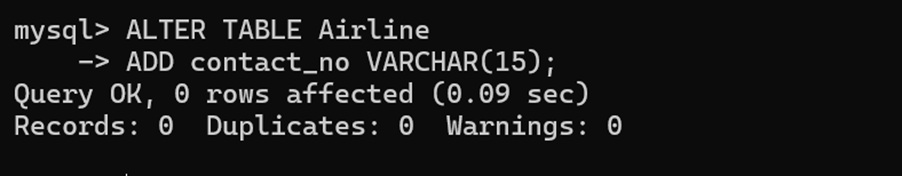 mysql> ALTER TABLE Airline
    -> ADD contact_no VARCHAR(15);
Query OK, 0 rows affected (0.09 sec)
Records: 0  Duplicates: 0  Warnings: 0